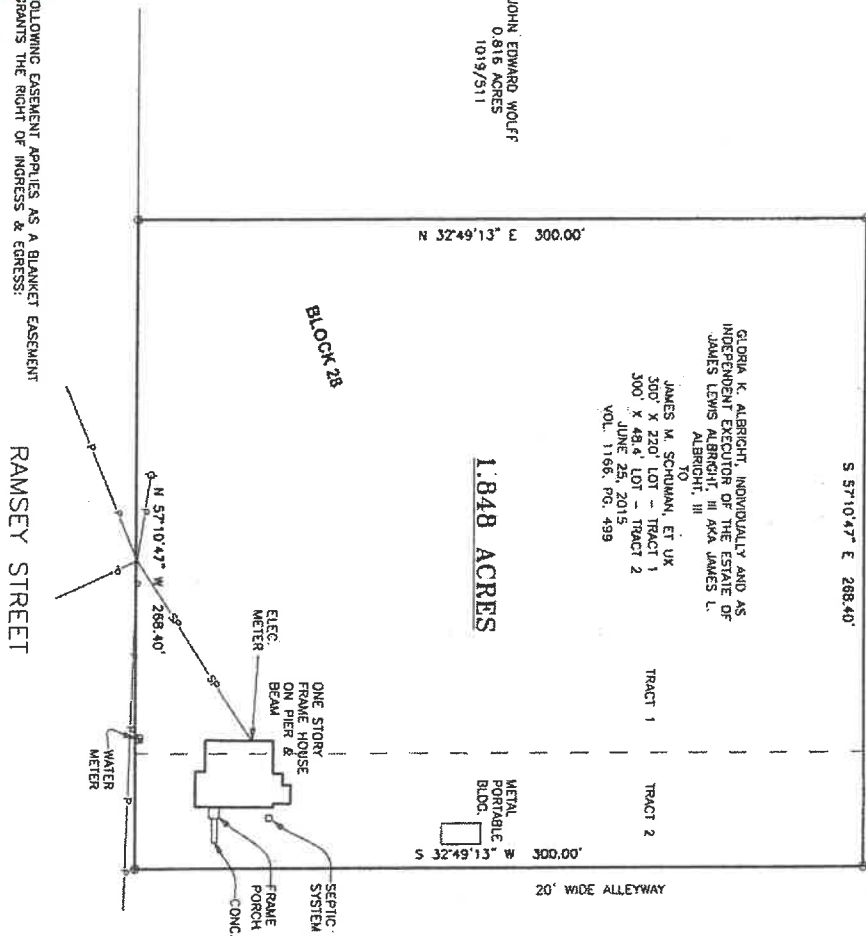 JOHN EDWARD WOLFF
0.816 ACRES
1019/511
S 57°10'47" E 268.40'
N 32°49'13" E 300.00'
GLORIA K. ALBRIGHT, INDIVIDUALLY AND AS
INDEPENDENT EXECUTOR OF THE ESTATE OF
JAMES LEWIS ALBRIGHT, III AKA JAMES L.
ALBRIGHT, III
TO
JAMES M. SCHUMAN, ET UX
300' X 220' LOT - TRACT 1
300' X 48.4' LOT - TRACT 2
JUNE 25, 2015
VOL. 1166, PG. 499
BLOCK 28
1.848 ACRES
TRACT 1
TRACT 2
METAL
PORTABLE
BLDG.
S 32°49'13" W 300.00'
20' WIDE ALLEYWAY
ELEC.
METER
ONE STORY
FRAME HOUSE
ON PIER &
BEAM
SEPTIC
SYSTEM
FRAME
PORCH
CONC.
WATER
METER
SP
SP
P
P
P
N 57°10'47" W 268.40'
RAMSEY STREET
OLLOWING EASEMENT APPLIES AS A BLANKET EASEMENT
GRANTS THE RIGHT OF INGRESS & EGRESS: